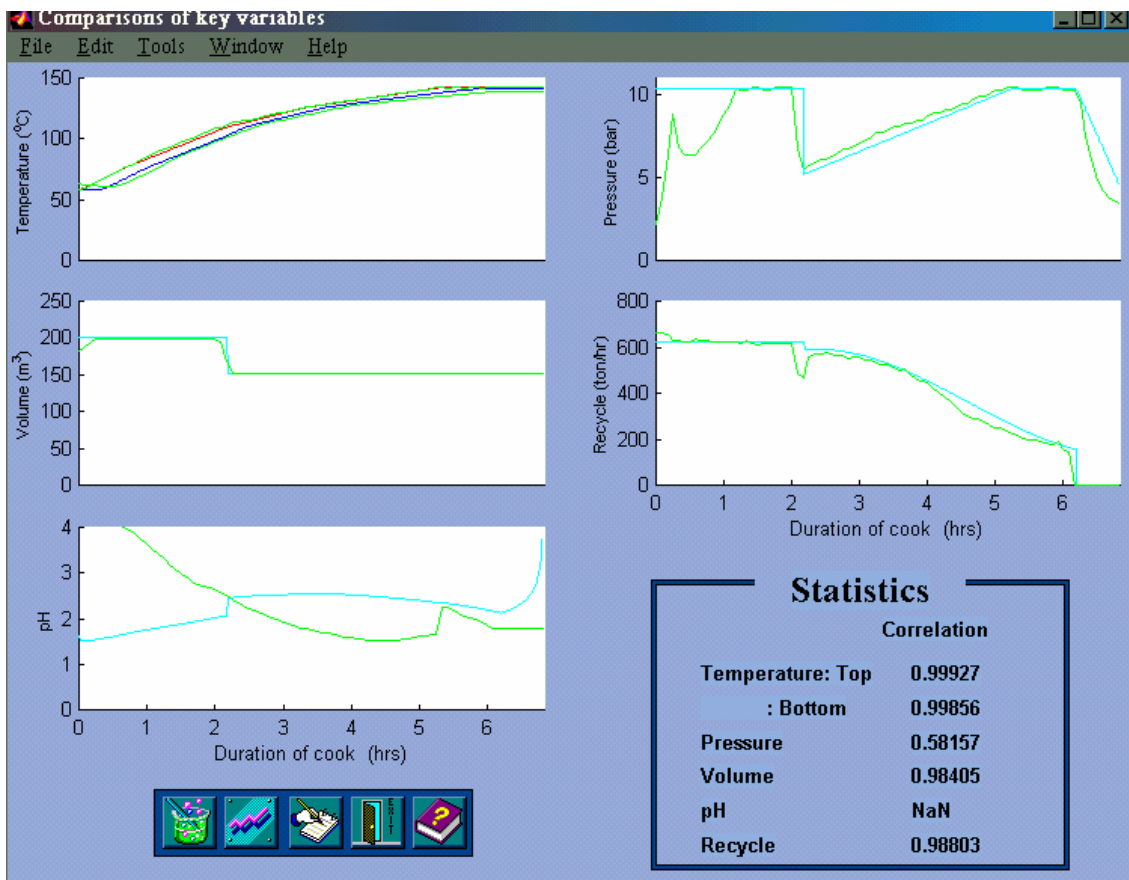 Comparisons of key variables
File Edit Tools Window Help
150
100
50
0
Temperature (°C)
10
5
0
Pressure (bar)
250
200
150
100
50
0
Volume (m³)
800
600
400
200
0
Recycle (ton/hr)
0 1 2 3 4 5 6
Duration of cook (hrs)
4
3
2
1
0
pH
0 1 2 3 4 5 6
Duration of cook (hrs)
Statistics
Correlation
Temperature: Top 0.99927
: Bottom 0.99856
Pressure 0.58157
Volume 0.98405
pH NaN
Recycle 0.98803
EXIT
?